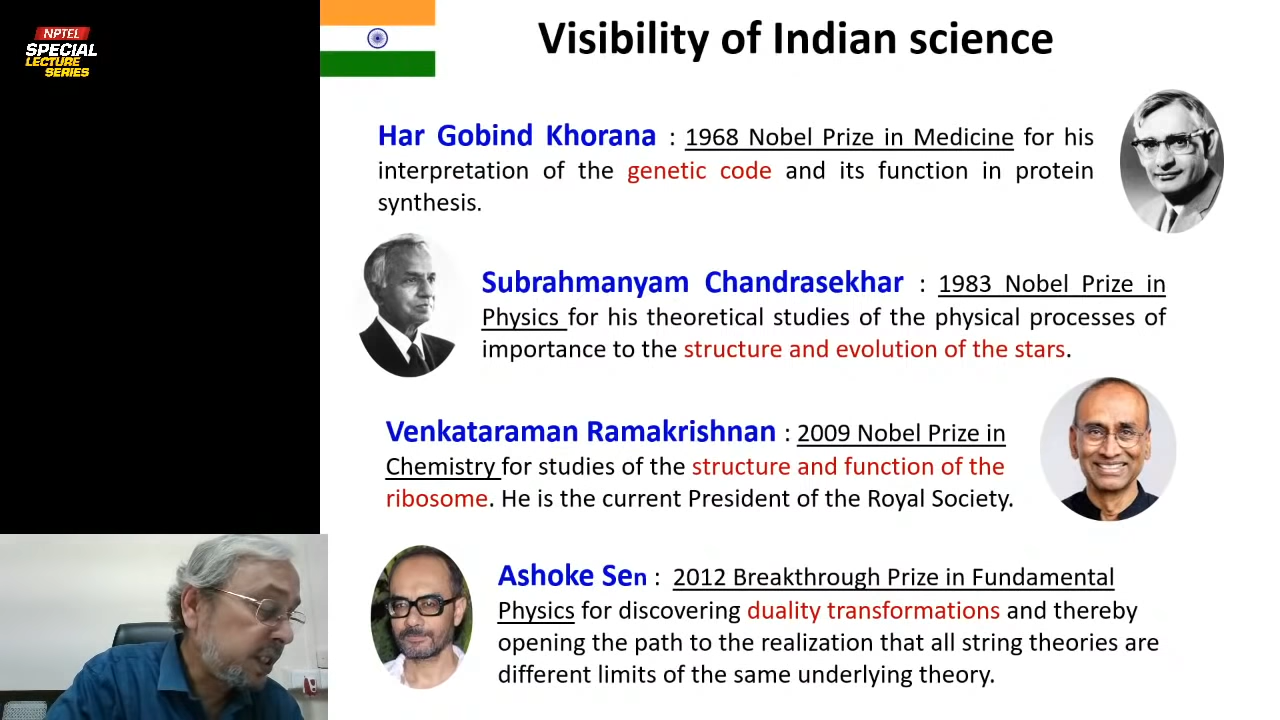 NPTEL
SPECIAL
LECTURE
SERIES
Visibility of Indian science
Har Gobind Khorana : 1968 Nobel Prize in Medicine for his
interpretation of the genetic code and its function in protein
synthesis.
Subrahmanyam Chandrasekhar : 1983 Nobel Prize in
Physics for his theoretical studies of the physical processes of
importance to the structure and evolution of the stars.
Venkataraman Ramakrishnan : 2009 Nobel Prize in
Chemistry for studies of the structure and function of the
ribosome. He is the current President of the Royal Society.
Ashoke Sen : 2012 Breakthrough Prize in Fundamental
Physics for discovering duality transformations and thereby
opening the path to the realization that all string theories are
different limits of the same underlying theory.